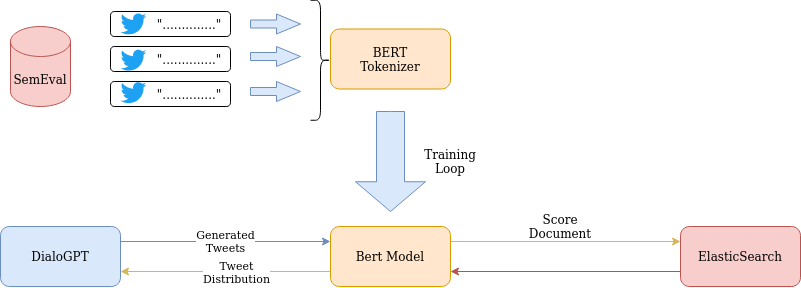 SemEval
".............."
".............."
".............."
BERT
Tokenizer
Training
Loop
DialoGPT
Generated
Tweets
Tweet
Distribution
Bert Model
Score
Document
ElasticSearch